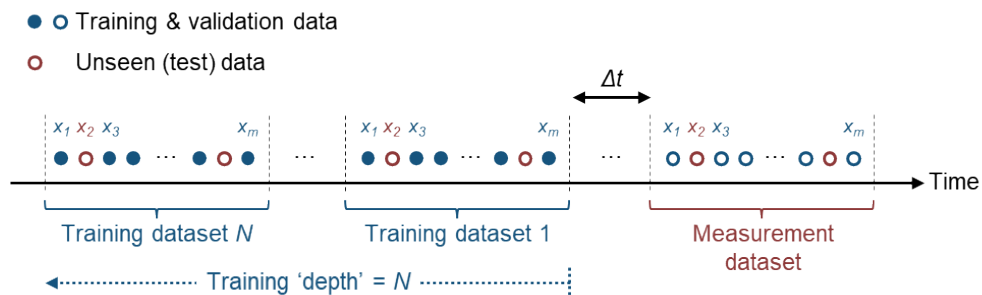 Training & validation data
Unseen (test) data
Δt
x1 x2 x3 xm x1 x2 x3 xm x1 x2 x3 xm
... ... ... ... ...
Time
Training dataset N Training dataset 1 Measurement
dataset
Training ‘depth’ = N